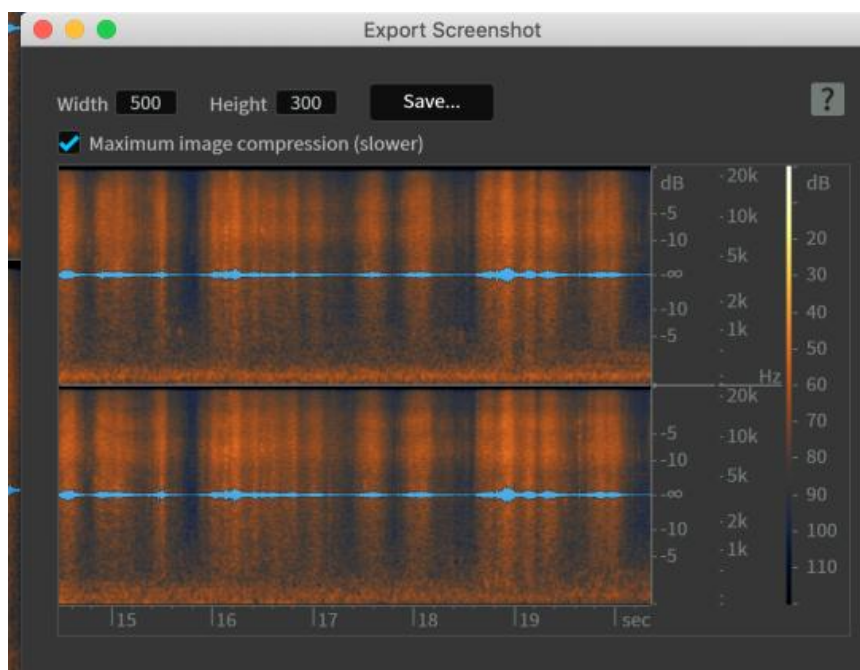 Export Screenshot
Width 500 Height 300 Save... ?
Maximum image compression (slower)
dB 20k dB
-5 10k
-10 20
5k
-∞ 30
-10 2k 40
-5 1k
50
Hz 60
20k
-5 10k 70
-10 80
5k
-∞ 90
-10 2k 100
-5 1k
110
15 16 17 18 19 sec